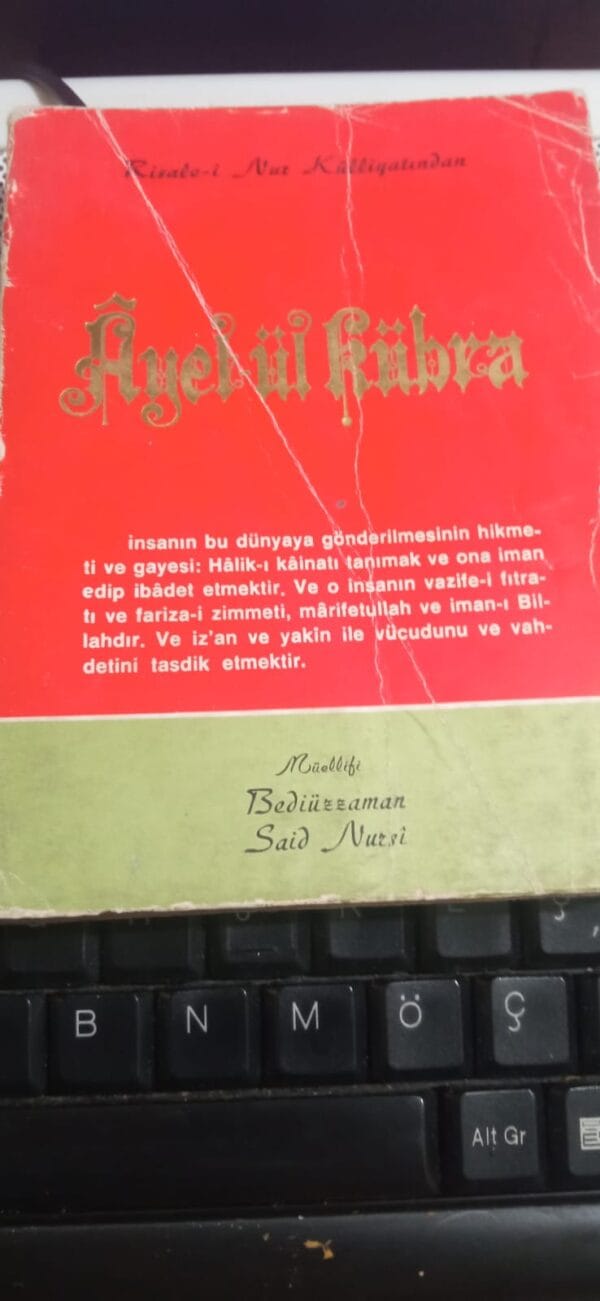 Risale-i Nur Külliyatından
Âyet-ül Kübra
insanın bu dünyaya gönderilmesinin hikme-
ti ve gayesi: Hâlik-ı kâinatı tanımak ve ona iman
edip ibâdet etmektir. Ve o insanın vazife-i fıtra-
tı ve fariza-i zimmeti, mârifetullah ve iman-ı Bil-
lahdır. Ve iz'an ve yakîn ile vücudunu ve vah-
detini tasdik etmektir.
Müellifi
Bediüzzaman
Said Nursî
B N M Ö Ç
Alt Gr